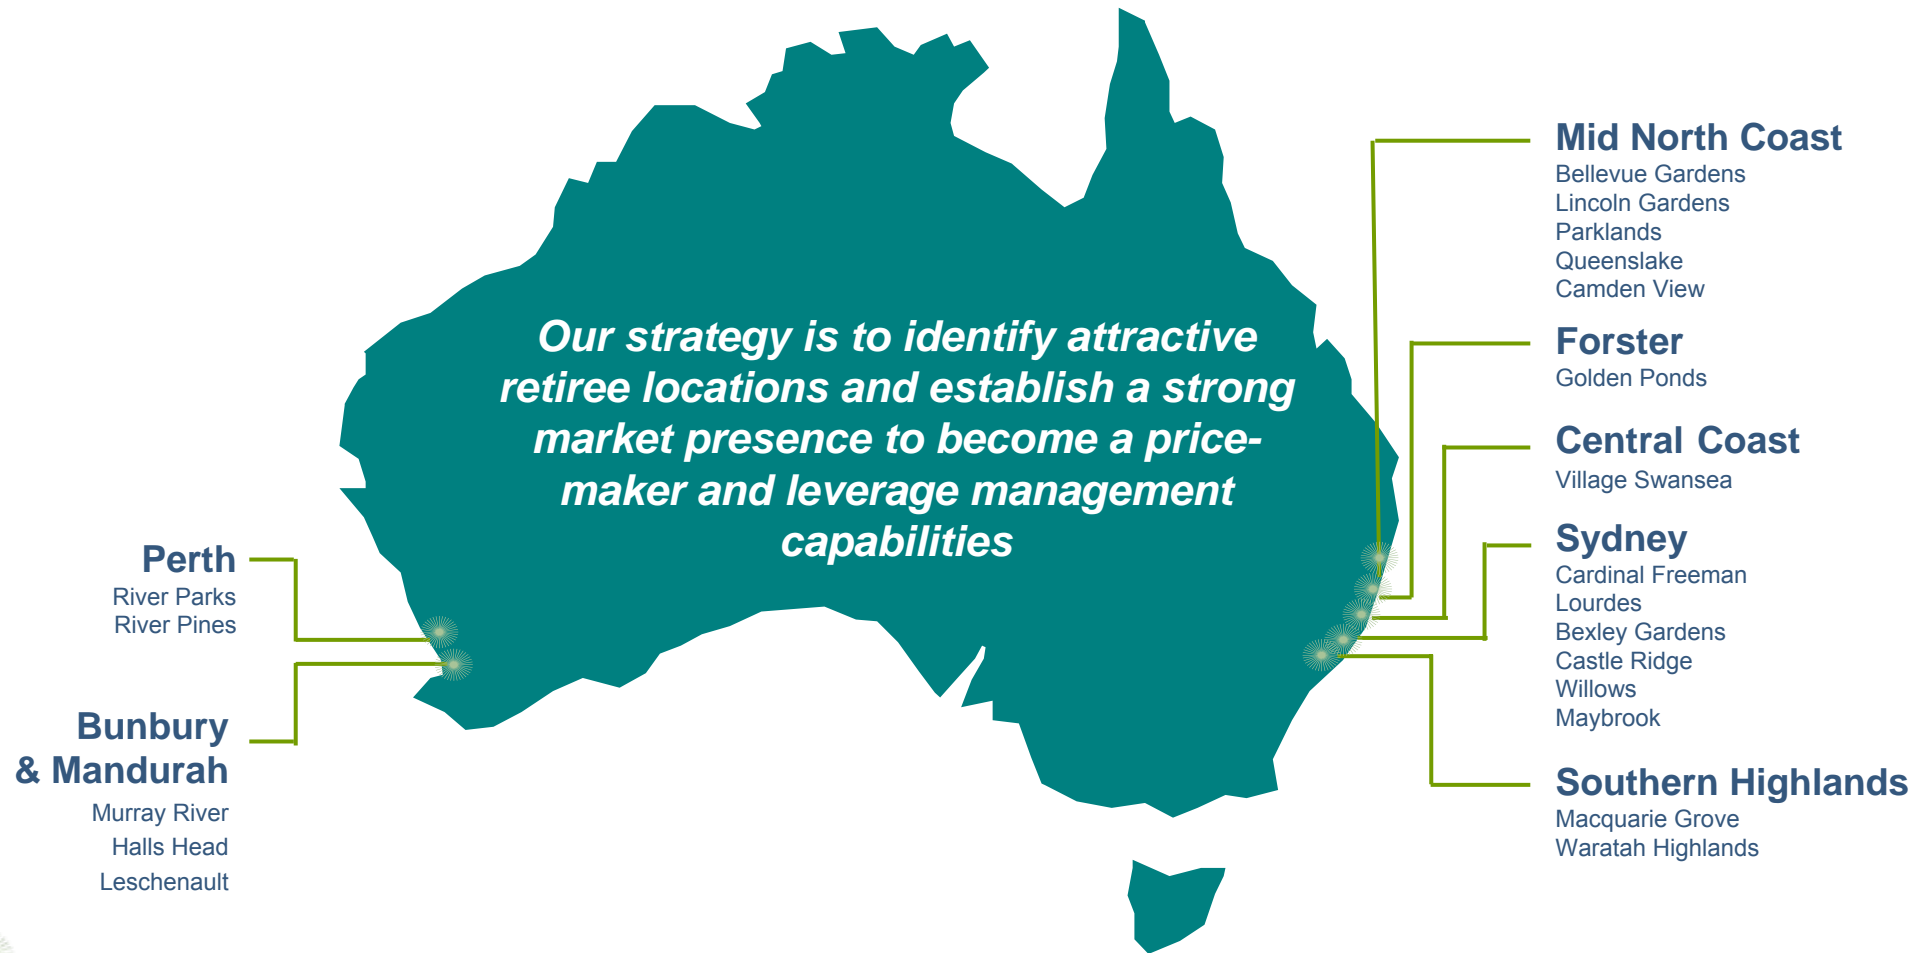 Our strategy is to identify attractive
retiree locations and establish a strong
market presence to become a price-
maker and leverage management
capabilities
Perth
River Parks
River Pines
Bunbury
& Mandurah
Murray River
Halls Head
Leschenault
Mid North Coast
Bellevue Gardens
Lincoln Gardens
Parklands
Queenslake
Camden View
Forster
Golden Ponds
Central Coast
Village Swansea
Sydney
Cardinal Freeman
Lourdes
Bexley Gardens
Castle Ridge
Willows
Maybrook
Southern Highlands
Macquarie Grove
Waratah Highlands